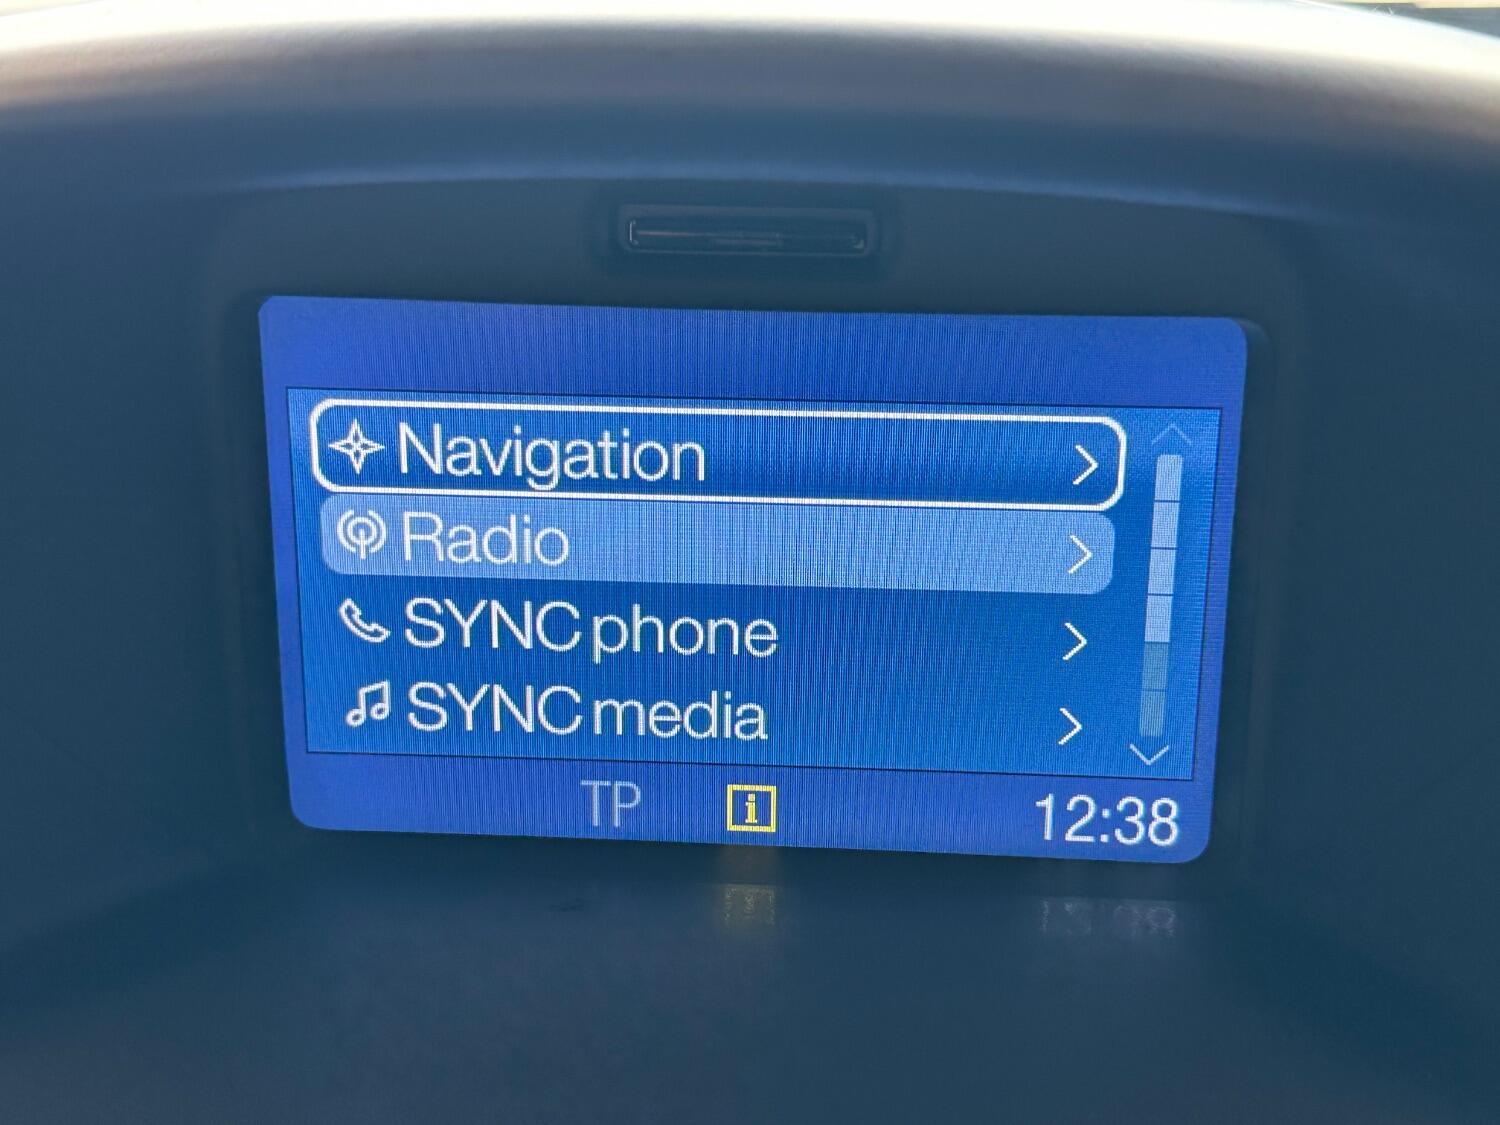 Navigation
Radio
SYNC phone
SYNC media
TP i 12:38